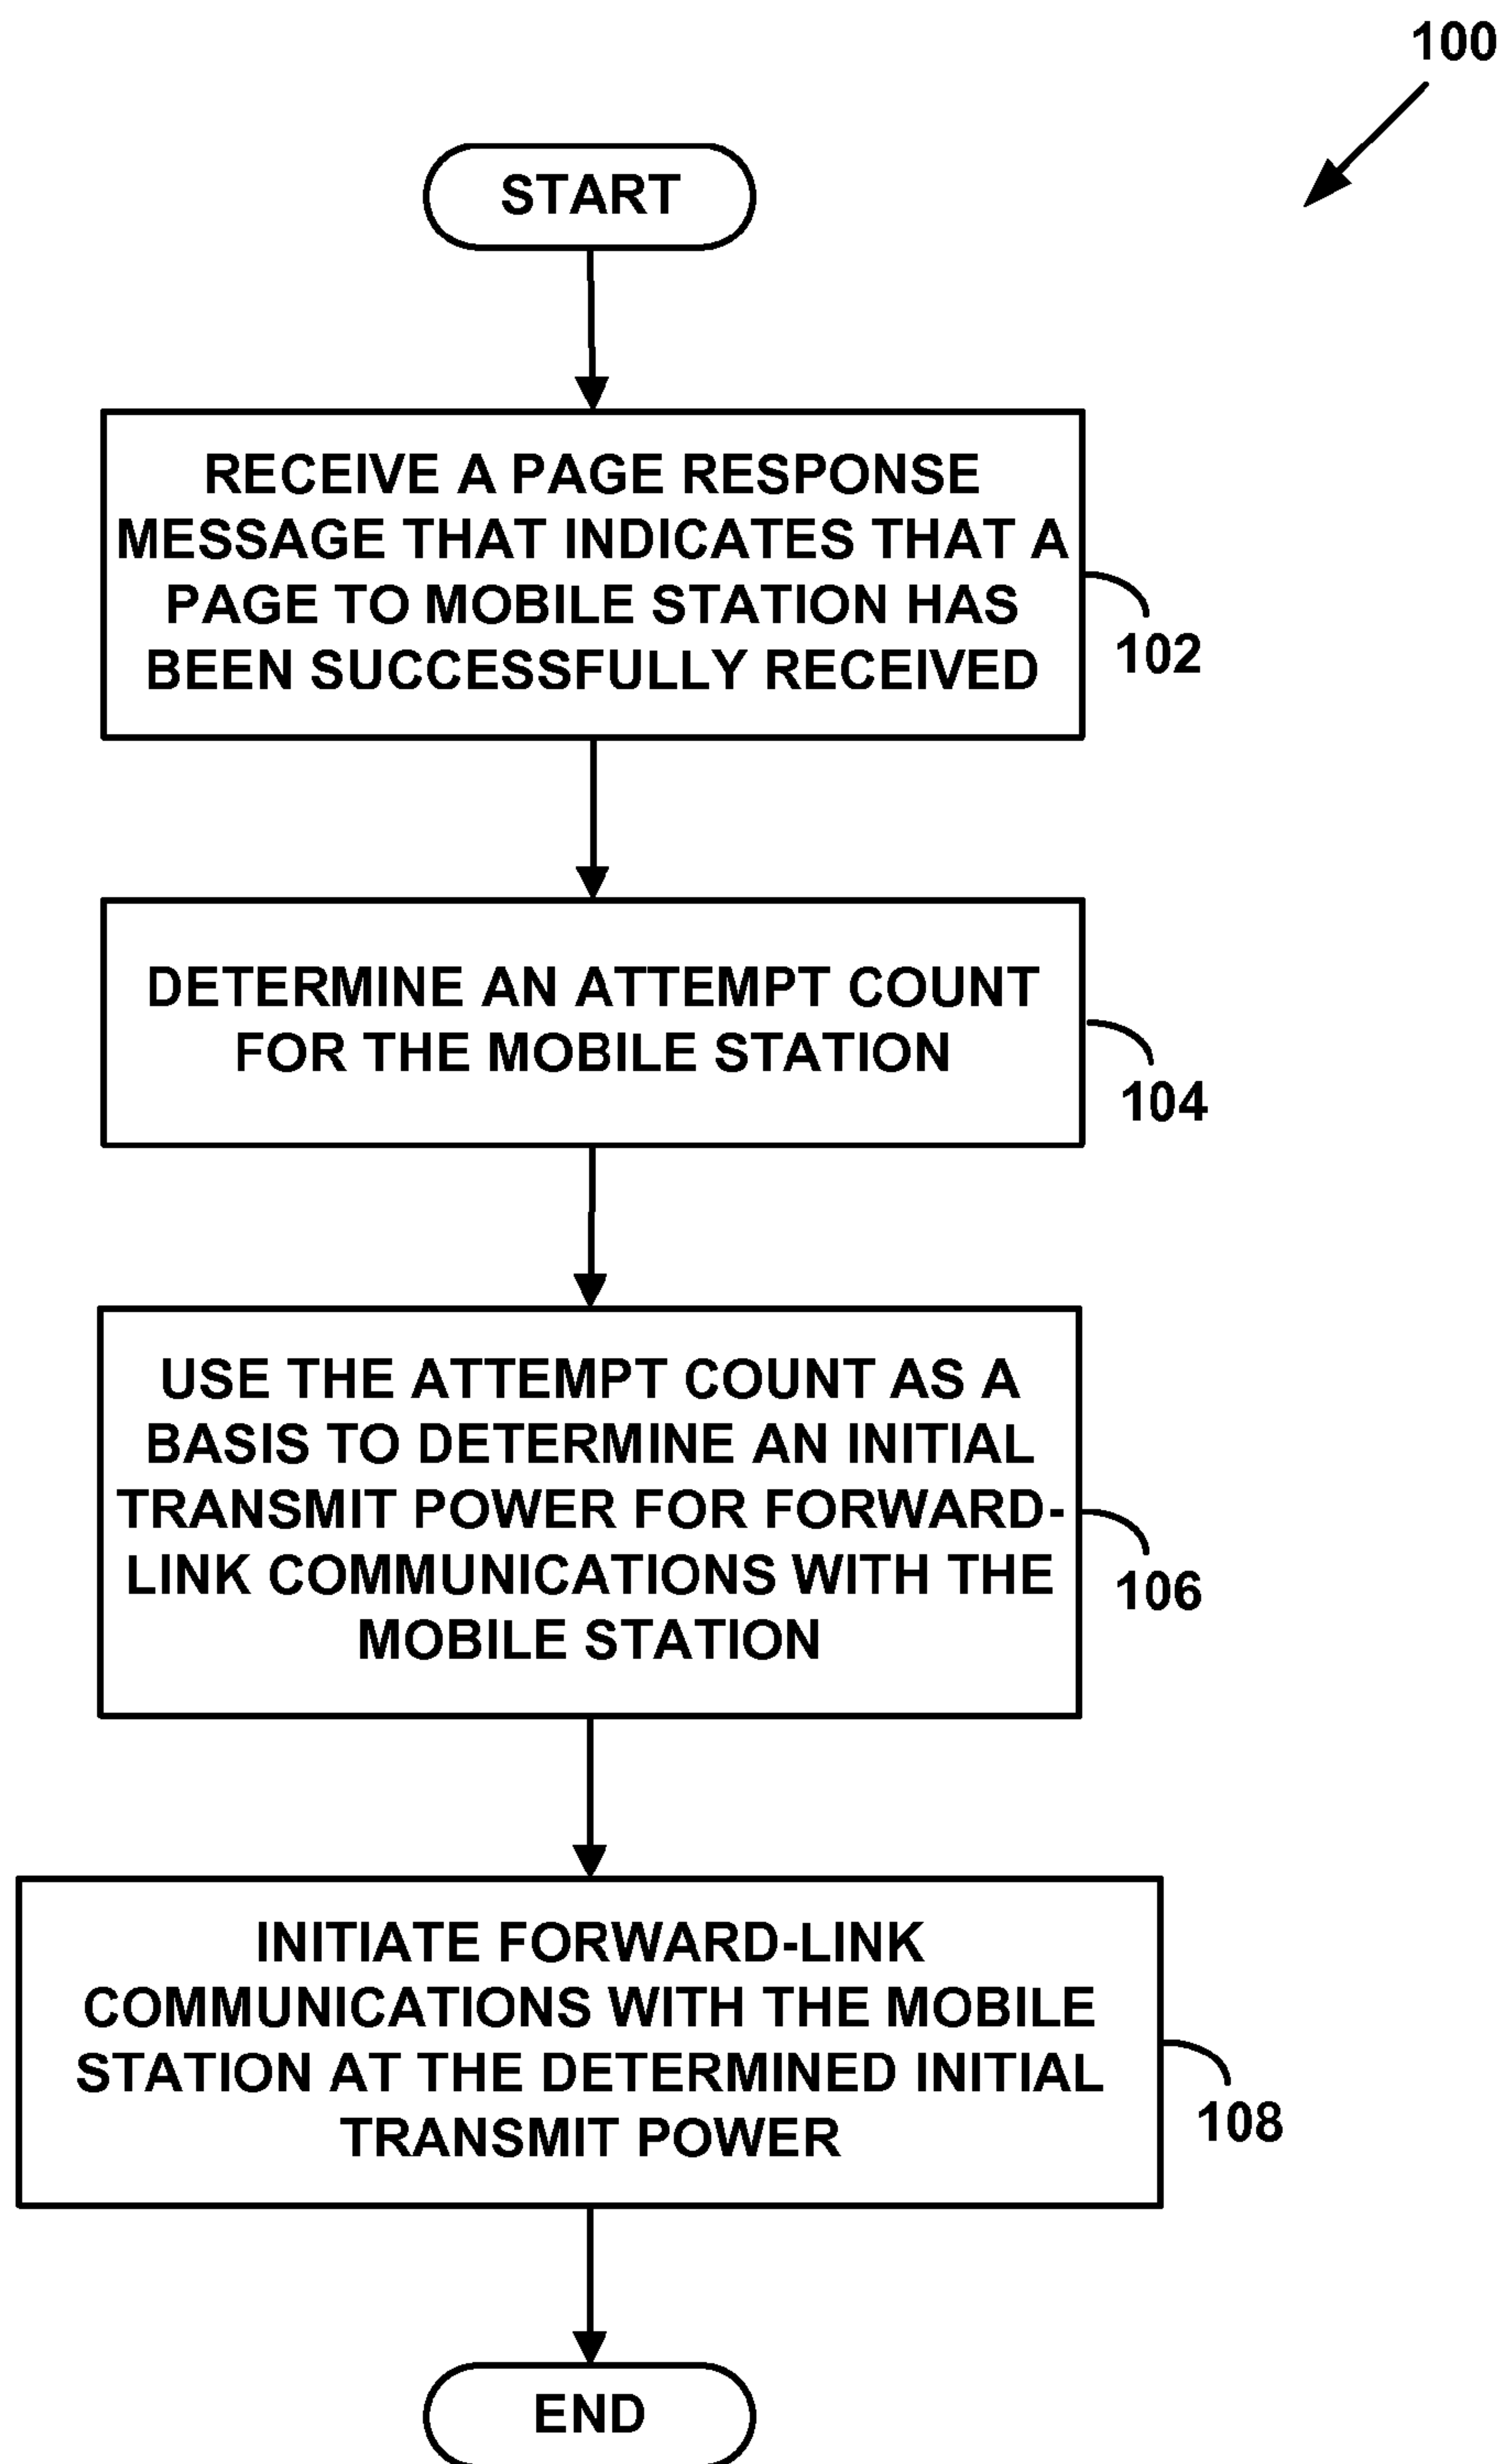 100
START
RECEIVE A PAGE RESPONSE
MESSAGE THAT INDICATES THAT A
PAGE TO MOBILE STATION HAS
BEEN SUCCESSFULLY RECEIVED
102
DETERMINE AN ATTEMPT COUNT
FOR THE MOBILE STATION
104
USE THE ATTEMPT COUNT AS A
BASIS TO DETERMINE AN INITIAL
TRANSMIT POWER FOR FORWARD-
LINK COMMUNICATIONS WITH THE
MOBILE STATION
106
INITIATE FORWARD-LINK
COMMUNICATIONS WITH THE MOBILE
STATION AT THE DETERMINED INITIAL
TRANSMIT POWER
108
END